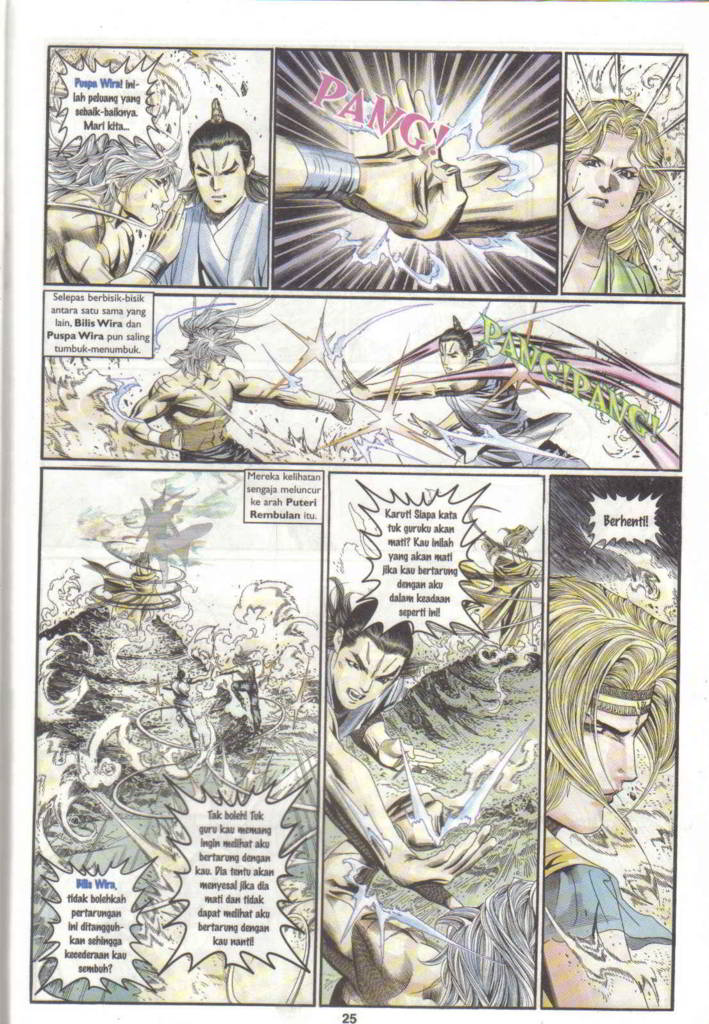 Puspa Wira! Ini-
lah peluang yang
sebaik-baiknya.
Mari kita...
PANG!
Selepas berbisik-bisik
antara satu sama yang
lain, Bilis Wira dan
Puspa Wira pun saling
tumbuk-menumbuk.
PANG!PANG!
Mereka kelihatan
sengaja meluncur
ke arah Puteri
Rembulan itu.
Bilis Wira,
tidak bolehkah
pertarungan
ini ditangguh-
kan sehingga
kecederaan kau
sembuh?
Tak boleh! Tuk
guru kau memang
ingin melihat aku
bertarung dengan
kau. Dia tentu akan
menyesal jika dia
mati dan tidak
dapat melihat aku
bertarung dengan
kau nanti!
Karut! Siapa kata
tuk guruku akan
mati? Kau inilah
yang akan mati
jika kau bertarung
dengan aku
dalam keadaan
seperti ini!
Berhenti!
25